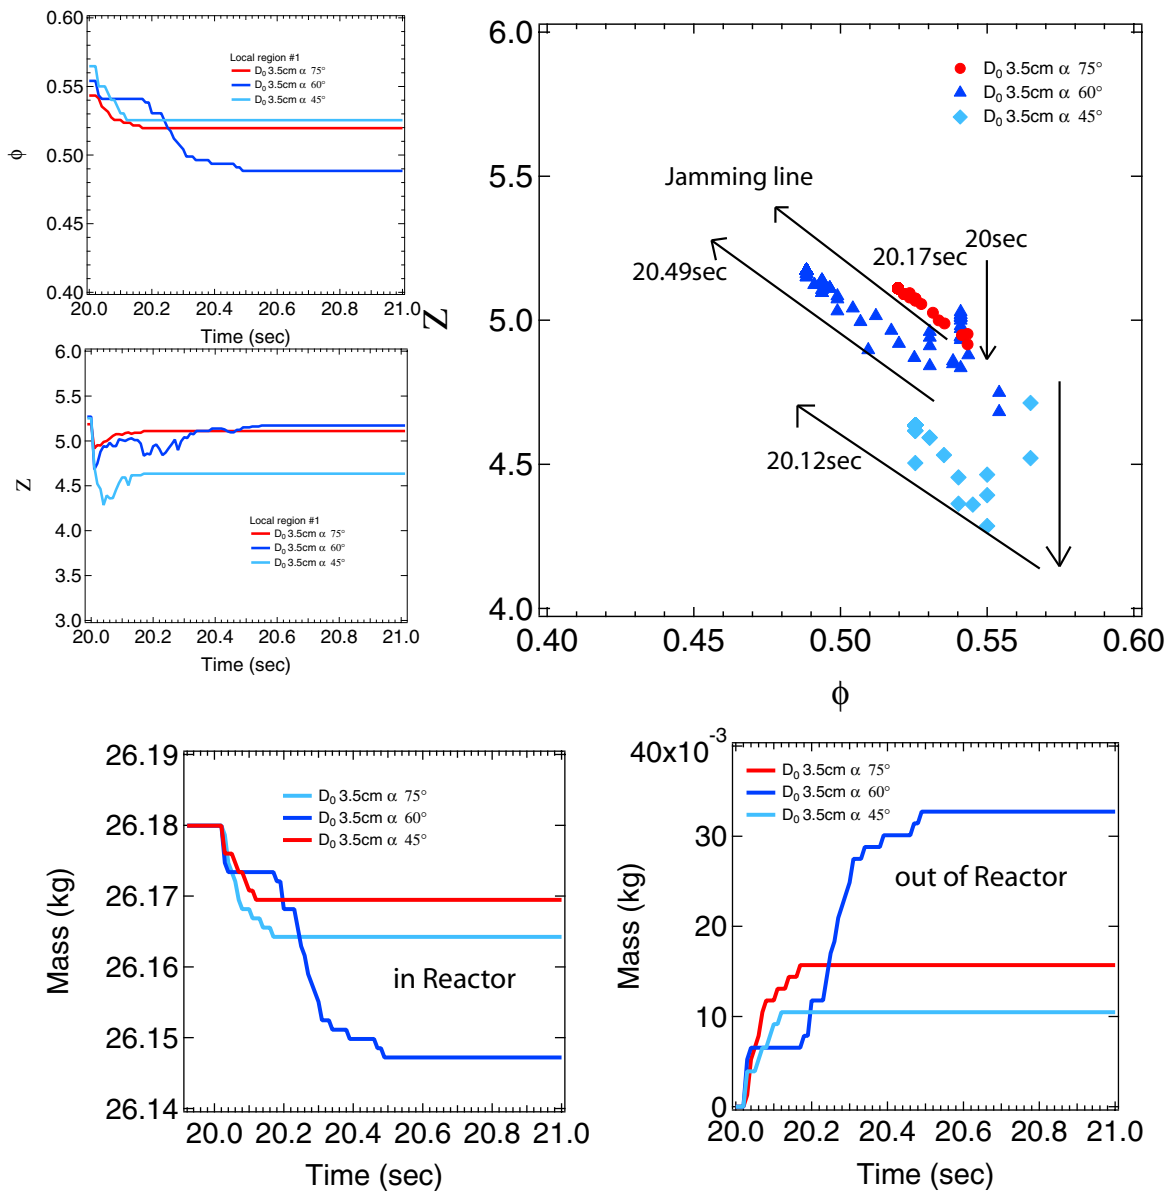 0.60
0.55
0.50
0.45
0.40
ϕ
Local region #1
D₀ 3.5cm α 75°
D₀ 3.5cm α 60°
D₀ 3.5cm α 45°
20.0 20.2 20.4 20.6 20.8 21.0
Time (sec)
6.0
5.5
5.0
4.5
4.0
3.5
3.0
Z
Local region #1
D₀ 3.5cm α 75°
D₀ 3.5cm α 60°
D₀ 3.5cm α 45°
20.0 20.2 20.4 20.6 20.8 21.0
Time (sec)
6.0
5.5
5.0
4.5
4.0
Z
D₀ 3.5cm α 75°
D₀ 3.5cm α 60°
D₀ 3.5cm α 45°
Jamming line
20.49sec
20.17sec
20sec
20.12sec
0.40 0.45 0.50 0.55 0.60
ϕ
26.19
26.18
26.17
26.16
26.15
26.14
Mass (kg)
D₀ 3.5cm α 75°
D₀ 3.5cm α 60°
D₀ 3.5cm α 45°
in Reactor
20.0 20.2 20.4 20.6 20.8 21.0
Time (sec)
40x10⁻³
30
20
10
0
Mass (kg)
D₀ 3.5cm α 75°
D₀ 3.5cm α 60°
D₀ 3.5cm α 45°
out of Reactor
20.0 20.2 20.4 20.6 20.8 21.0
Time (sec)